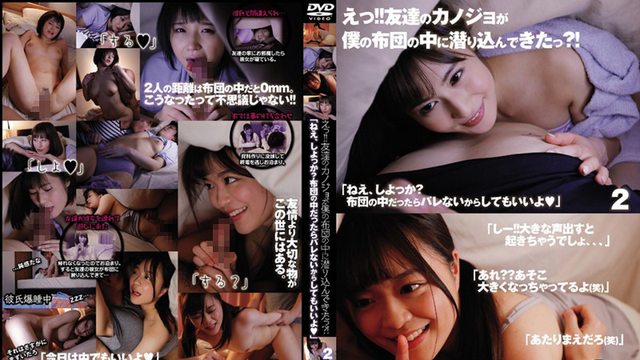 DVD
VIDEO
「する♥」
2人の距離は布団の中だと0mm。
こうなったって不思議じゃない!!
「しよ♥」
友情より大切な物が
この世にはある。
「する？」
彼氏爆睡中
zzz...
「今日は中でもいいよ♥」
えっ!!友達のカノジョが僕の布団の中に潜り込んできたっ?!
「ねえ、しよっか？布団の中だったらバレないからしてもいいよ♥」
2
えっ!!友達のカノジョが
僕の布団の中に潜り込んできたっ?!
「ねえ、しよっか？
布団の中だったらバレないからしてもいいよ♥」
2
「しー!!大きな声出すと
起きちゃうでしょ、、、」
「あれ??あそこ
大きくなっちゃってるよ(笑)」
「あたりまえだろ(笑)」